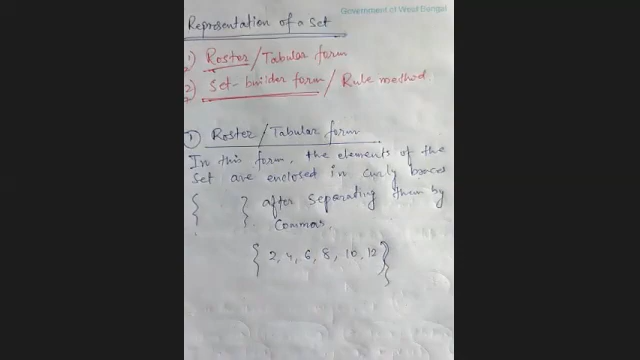 Government of West Bengal
Representation of a Set
1) Roster/Tabular form
2) Set-builder form/ Rule method
1) Roster/Tabular form
In this form, the elements of the
Set are enclosed in curly braces
{ } after separating them by
Commas.
{ 2, 4, 6, 8, 10, 12 }